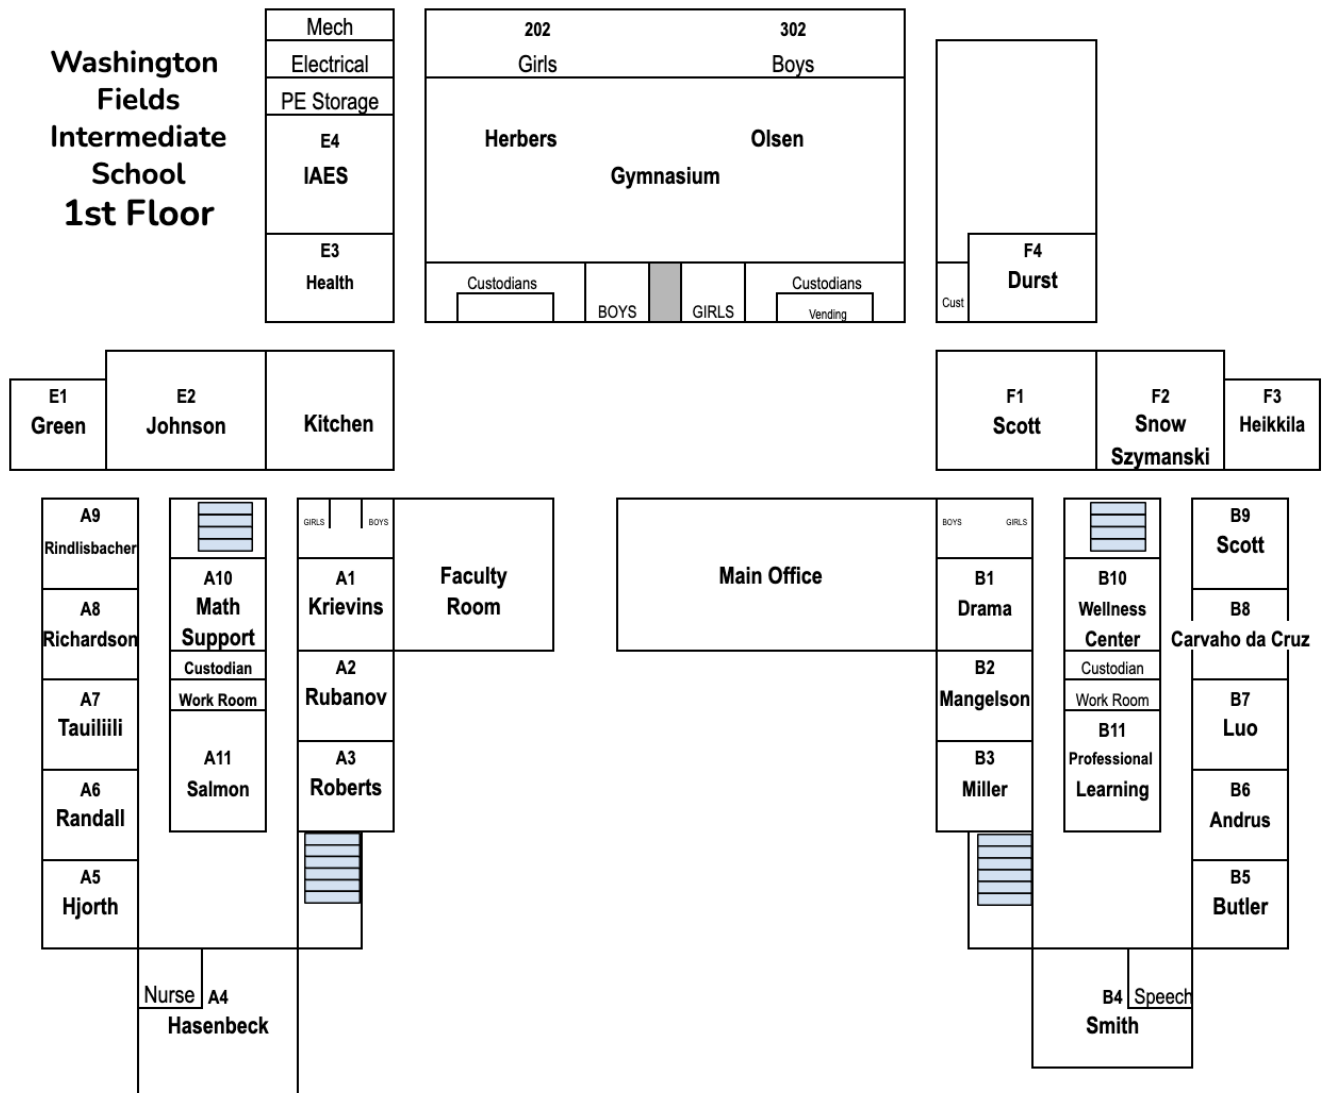 Washington
Fields
Intermediate
School
1st Floor
Mech
Electrical
PE Storage
E4
IAES
E3
Health
202
Girls
302
Boys
Herbers
Olsen
Gymnasium
Custodians
BOYS
GIRLS
Custodians
Vending
Cust
F4
Durst
E1
Green
E2
Johnson
Kitchen
F1
Scott
F2
Snow
Szymanski
F3
Heikkila
A9
Rindlisbacher
A8
Richardson
A7
Tauiliili
A6
Randall
A5
Hjorth
A10
Math
Support
Custodian
Work Room
A11
Salmon
GIRLS
BOYS
A1
Krievins
A2
Rubanov
A3
Roberts
Faculty
Room
Nurse
A4
Hasenbeck
Main Office
BOYS
GIRLS
B1
Drama
B2
Mangelson
B3
Miller
B10
Wellness
Center
Custodian
Work Room
B11
Professional
Learning
B9
Scott
B8
Carvaho da Cruz
B7
Luo
B6
Andrus
B5
Butler
B4
Speech
Smith